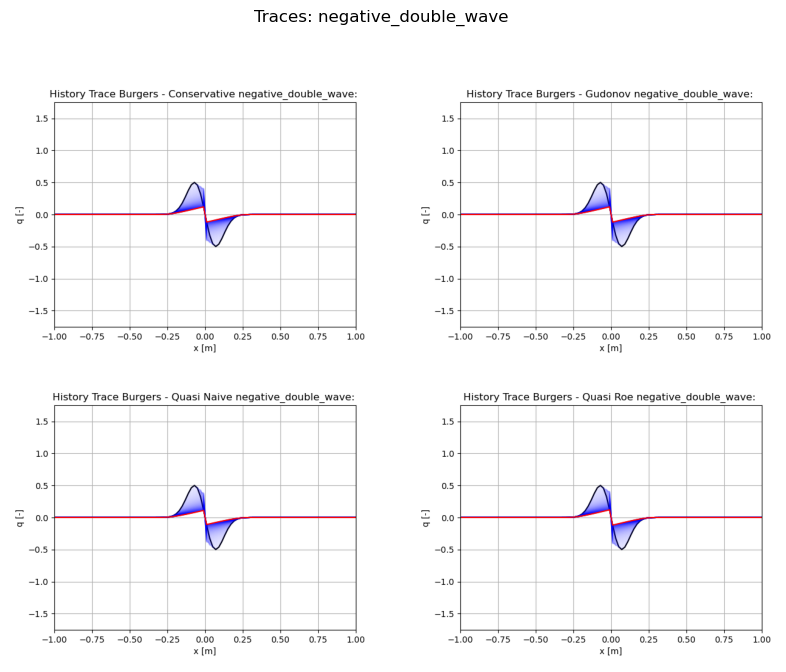 Traces: negative_double_wave
History Trace Burgers - Conservative negative_double_wave:
1.5
1.0
0.5
0.0
−0.5
−1.0
−1.5
q [-]
−1.00 −0.75 −0.50 −0.25 0.00 0.25 0.50 0.75 1.00
x [m]
History Trace Burgers - Gudonov negative_double_wave:
1.5
1.0
0.5
0.0
−0.5
−1.0
−1.5
q [-]
−1.00 −0.75 −0.50 −0.25 0.00 0.25 0.50 0.75 1.00
x [m]
History Trace Burgers - Quasi Naive negative_double_wave:
1.5
1.0
0.5
0.0
−0.5
−1.0
−1.5
q [-]
−1.00 −0.75 −0.50 −0.25 0.00 0.25 0.50 0.75 1.00
x [m]
History Trace Burgers - Quasi Roe negative_double_wave:
1.5
1.0
0.5
0.0
−0.5
−1.0
−1.5
q [-]
−1.00 −0.75 −0.50 −0.25 0.00 0.25 0.50 0.75 1.00
x [m]